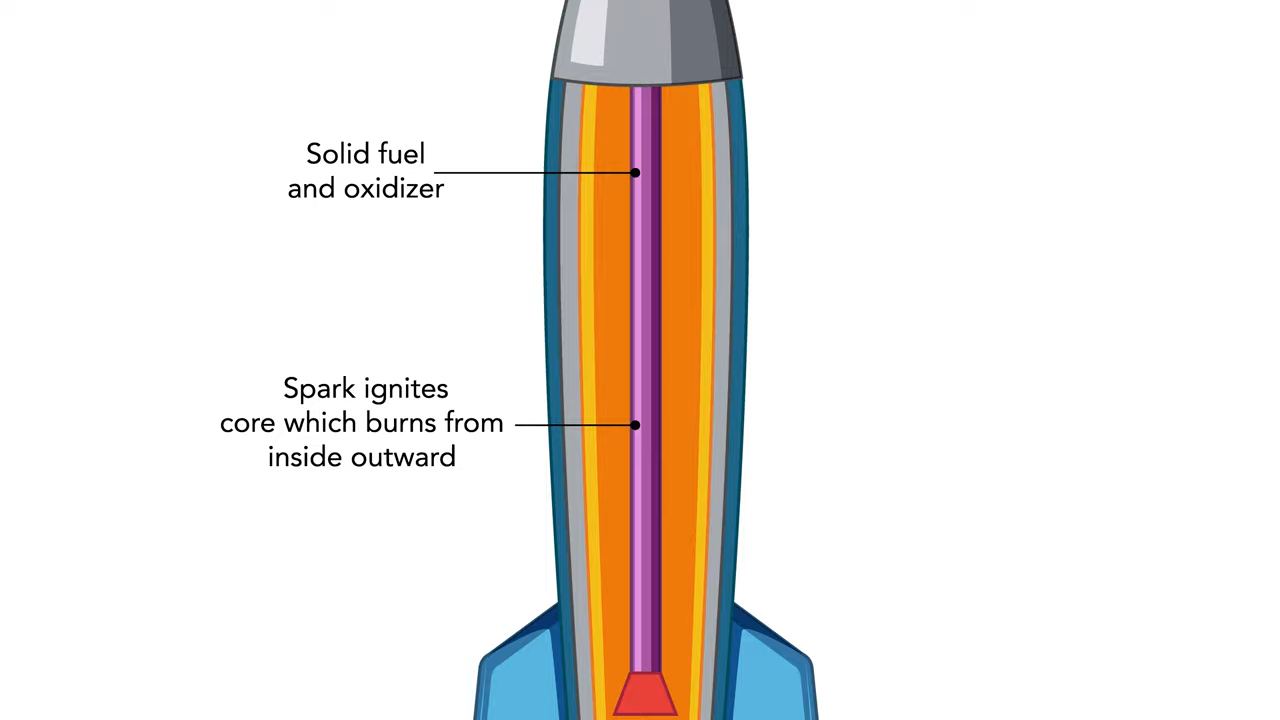 Solid fuel
and oxidizer
Spark ignites
core which burns from
inside outward